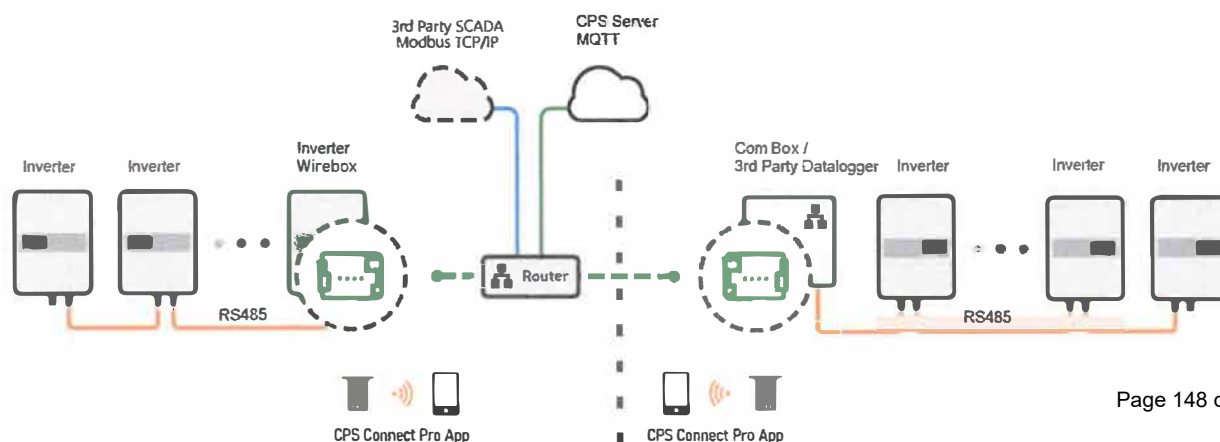 3rd Party SCADA
Modbus TCP/IP
CPS Server
MQTT
Inverter
Inverter
Inverter
Wirebox
Com Box /
3rd Party Datalogger
Inverter
Inverter
Inverter
Router
RS485
RS485
CPS Connect Pro App
CPS Connect Pro App
Page 148 o